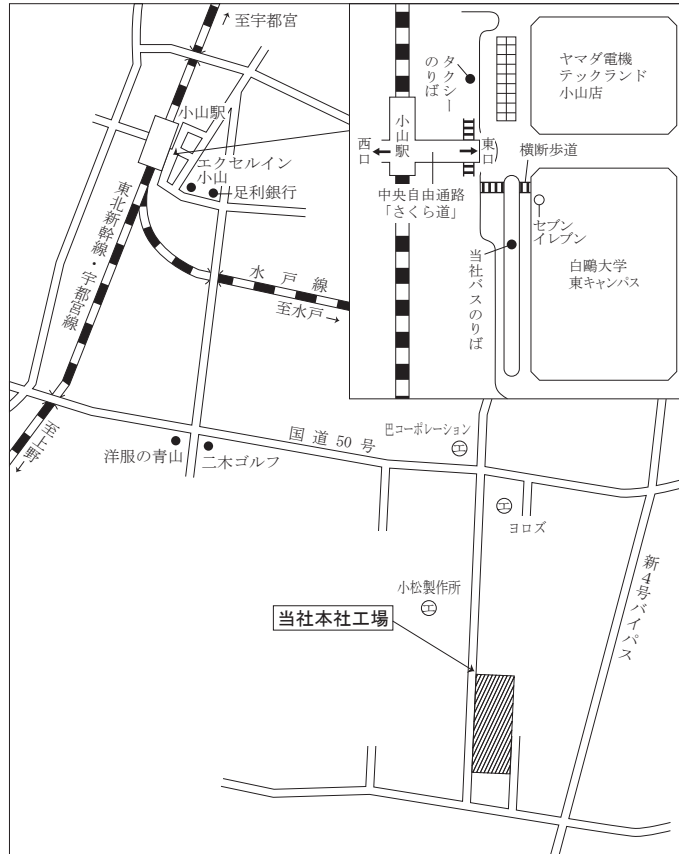 至宇都宮
小山駅
エクセルイン
小山
足利銀行
東北新幹線・宇都宮線
水戸線
至水戸
至上野
洋服の青山
二木ゴルフ
国道50号
巴コーポレーション
工
工
ヨロズ
小松製作所
工
新4号バイパス
当社本社工場
タクシー
のりば
ヤマダ電機
テックランド
小山店
小山駅
西口
東口
横断歩道
中央自由通路
「さくら道」
セブン
イレブン
当社バスのりば
白鷗大学
東キャンパス